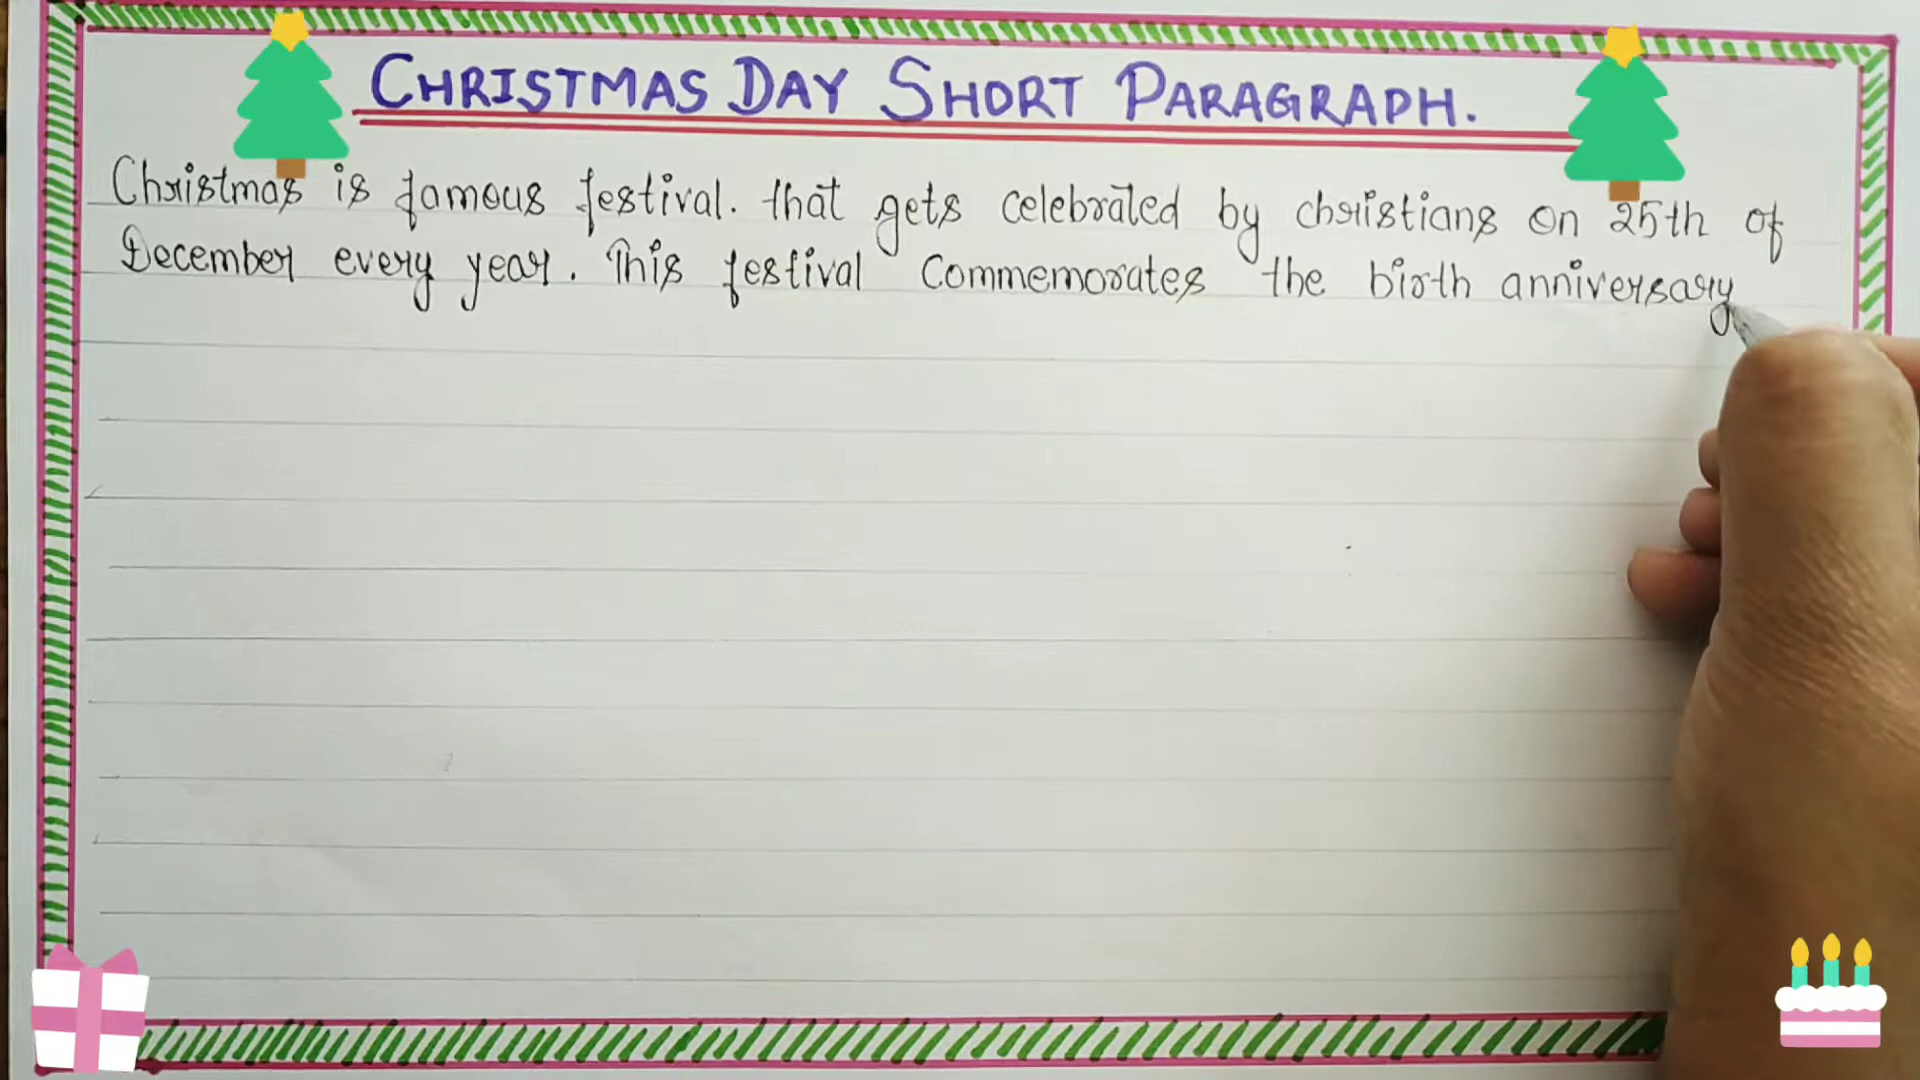 CHRISTMAS DAY SHORT PARAGRAPH.
Christmas is famous festival. that gets celebrated by christians on 25th of
December every year. This festival commemorates the birth anniversary